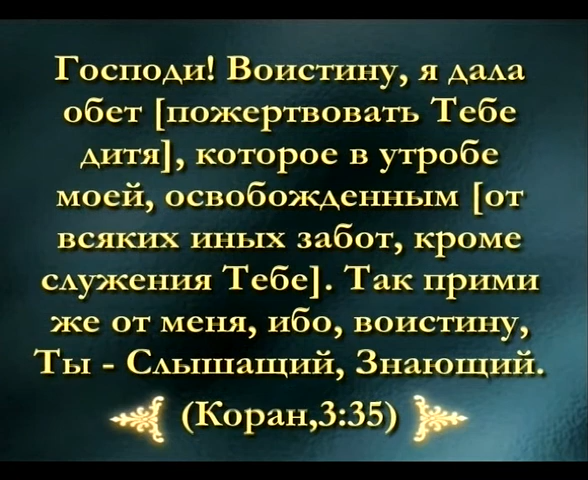 Господи! Воистину, я дала
обет [пожертвовать Тебе
дитя], которое в утробе
моей, освобожденным [от
всяких иных забот, кроме
служения Тебе]. Так прими
же от меня, ибо, воистину,
Ты - Слышащий, Знающий.
(Коран,3:35)